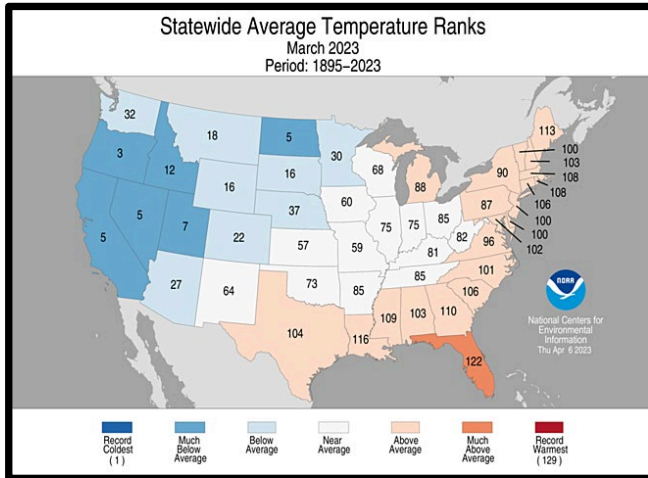 Statewide Average Temperature Ranks
March 2023
Period: 1895–2023
32
18
5
30
113
3
12
16
16
68
88
90
100
103
108
108
5
5
7
22
37
57
60
59
75
75
85
82
87
106
100
100
102
96
81
27
64
73
85
85
101
106
104
116
109
103
110
122
NOAA
National Centers for
Environmental
Information
Thu Apr 6 2023
Record
Coldest
( 1 )
Much
Below
Average
Below
Average
Near
Average
Above
Average
Much
Above
Average
Record
Warmest
( 129 )